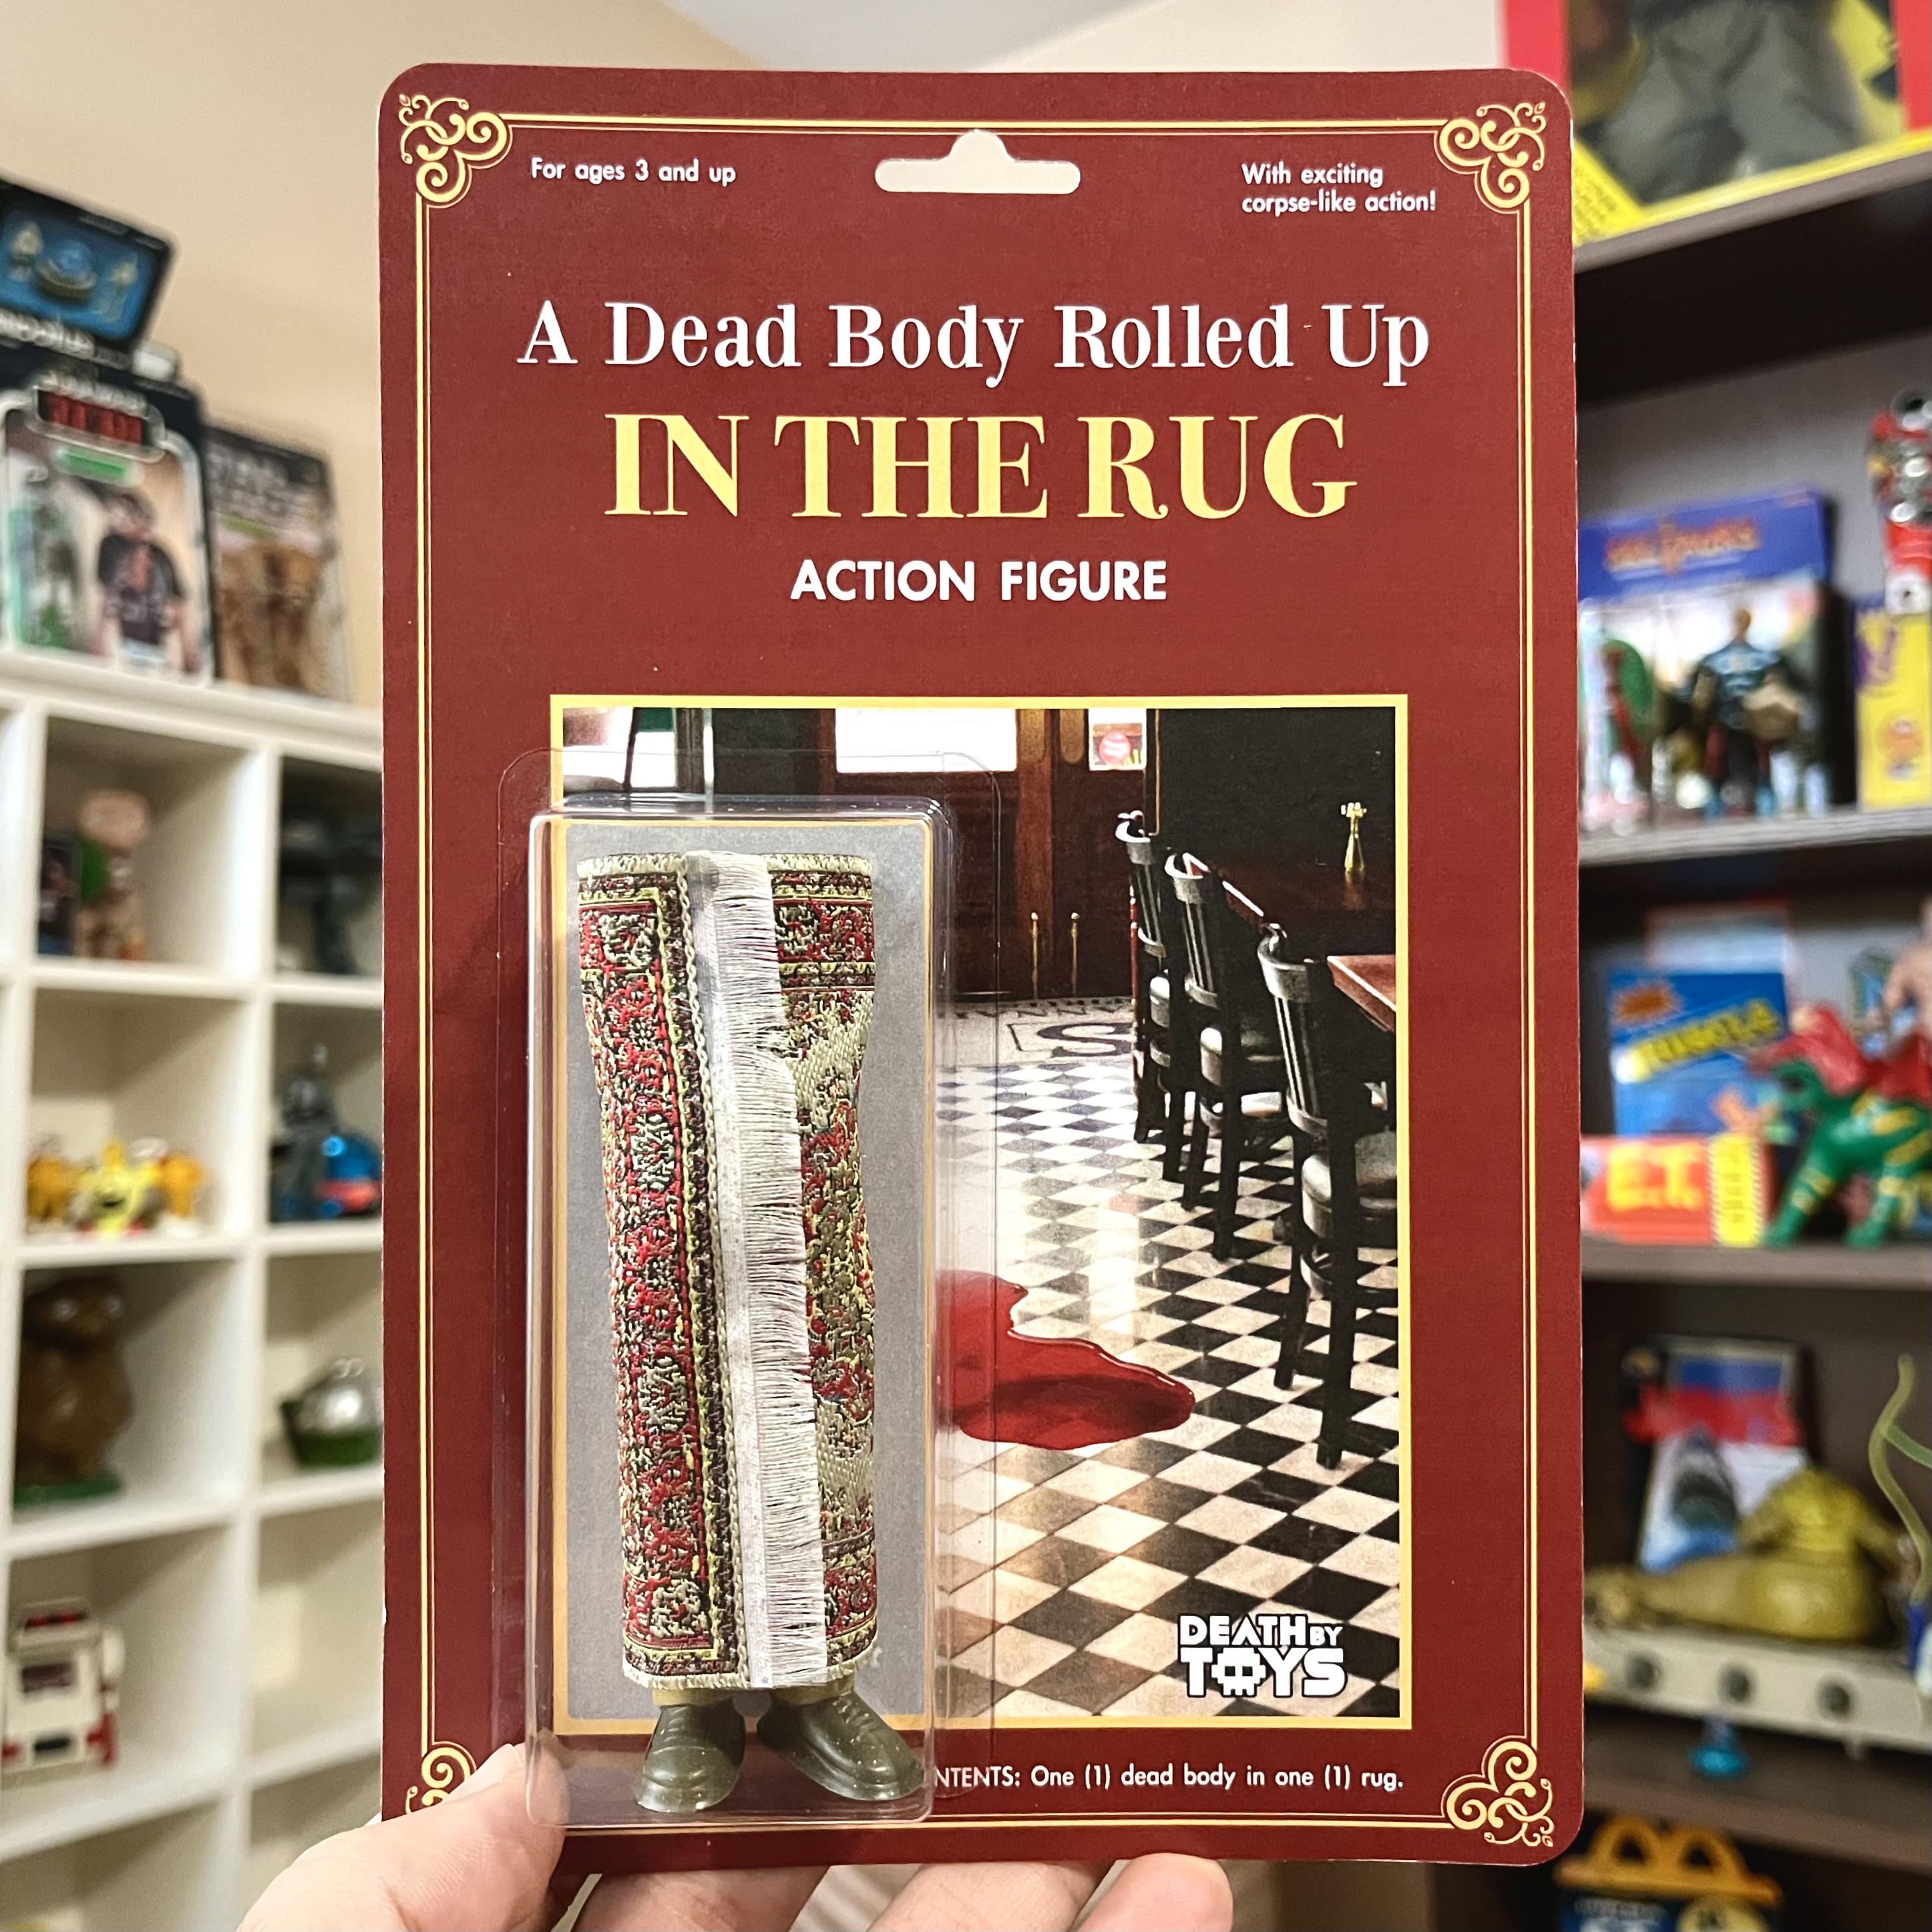 For ages 3 and up
With exciting
corpse-like action!
A Dead Body Rolled Up
IN THE RUG
ACTION FIGURE
S
DEATH BY
TOYS
NTENTS: One (1) dead body in one (1) rug.
E.T.